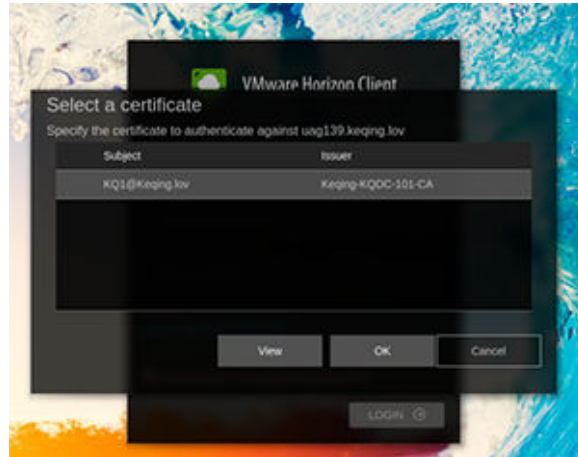 VMware Horizon Client
Select a certificate
Specify the certificate to authenticate against uag139.keqing.lov
Subject Issuer
KQ1@Keqing.lov Keqing-KQDC-101-CA
View OK Cancel
LOGIN